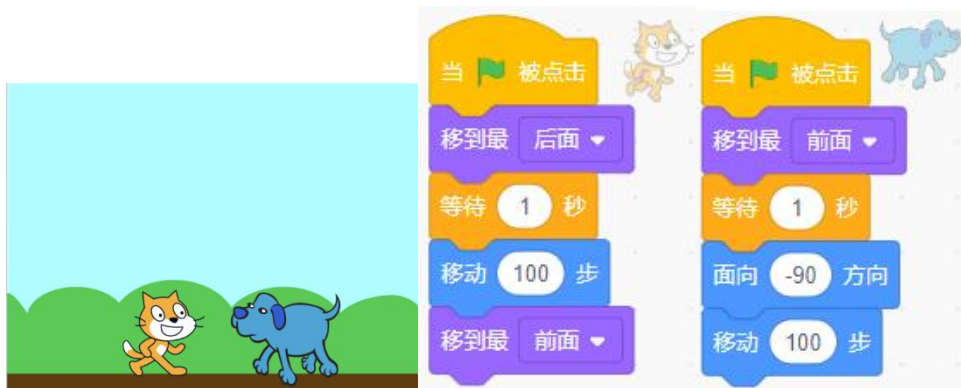 当 被点击
移到最 后面
等待 1 秒
移动 100 步
移到最 前面
当 被点击
移到最 前面
等待 1 秒
面向 -90 方向
移动 100 步